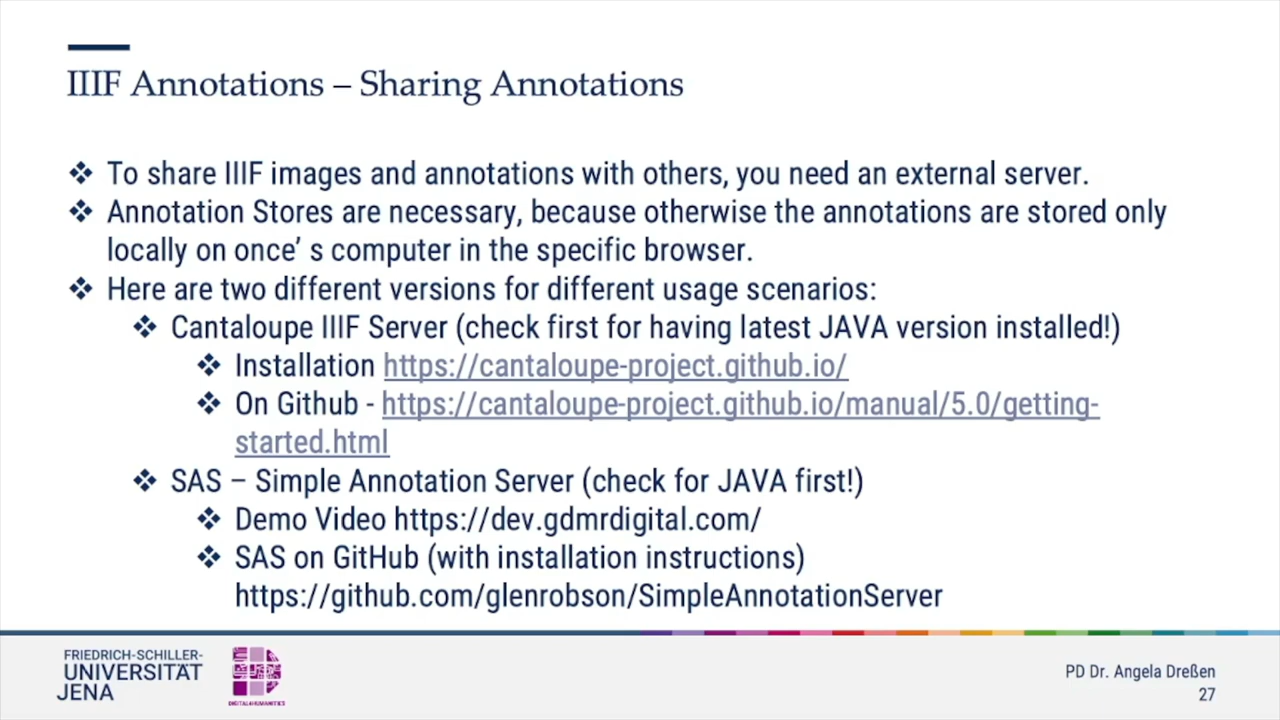 IIIF Annotations – Sharing Annotations
❖ To share IIIF images and annotations with others, you need an external server.
❖ Annotation Stores are necessary, because otherwise the annotations are stored only
locally on once’ s computer in the specific browser.
❖ Here are two different versions for different usage scenarios:
❖ Cantaloupe IIIF Server (check first for having latest JAVA version installed!)
❖ Installation https://cantaloupe-project.github.io/
❖ On Github - https://cantaloupe-project.github.io/manual/5.0/getting-
started.html
❖ SAS – Simple Annotation Server (check for JAVA first!)
❖ Demo Video https://dev.gdmrdigital.com/
❖ SAS on GitHub (with installation instructions)
https://github.com/glenrobson/SimpleAnnotationServer
FRIEDRICH-SCHILLER-
UNIVERSITÄT
JENA
DIGITAL HUMANITIES
PD Dr. Angela Dreßen
27